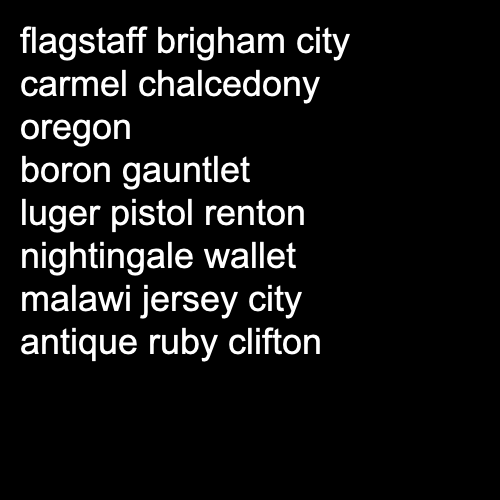 flagstaff brigham city
carmel chalcedony
oregon
boron gauntlet
luger pistol renton
nightingale wallet
malawi jersey city
antique ruby clifton